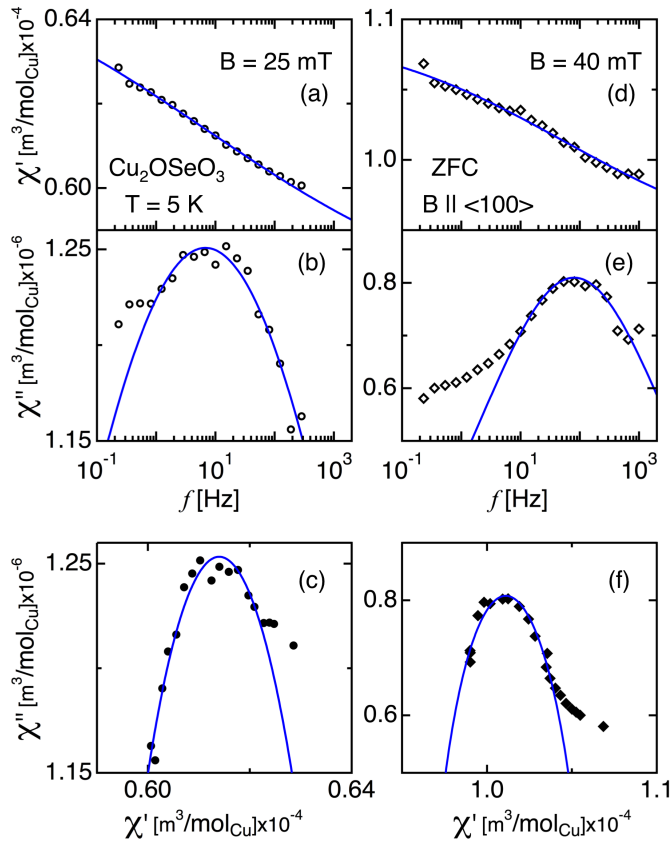 0.64
B = 25 mT
(a)
χ' [m³/mol_Cu]x10⁻⁴
Cu₂OSeO₃
T = 5 K
0.60
1.1
B = 40 mT
(d)
1.0
ZFC
B || <100>
1.25
(b)
χ'' [m³/mol_Cu]x10⁻⁶
1.15
10⁻¹ 10¹ 10³
f [Hz]
0.8
(e)
0.6
10⁻¹ 10¹ 10³
f [Hz]
1.25
(c)
χ'' [m³/mol_Cu]x10⁻⁶
1.15
0.60 0.64
χ' [m³/mol_Cu]x10⁻⁴
0.8
(f)
0.6
1.0 1.1
χ' [m³/mol_Cu]x10⁻⁴